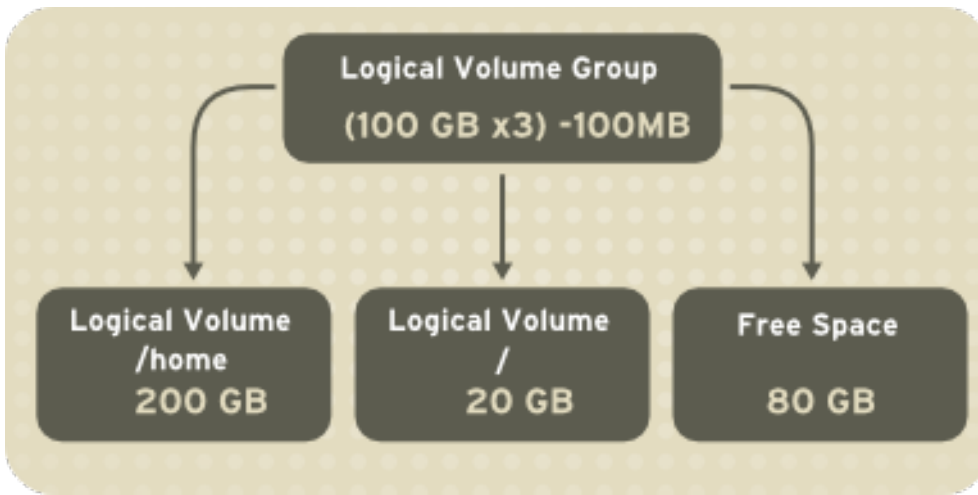 Logical Volume Group
(100 GB x3) -100MB
Logical Volume
/home
200 GB
Logical Volume
/
20 GB
Free Space
80 GB